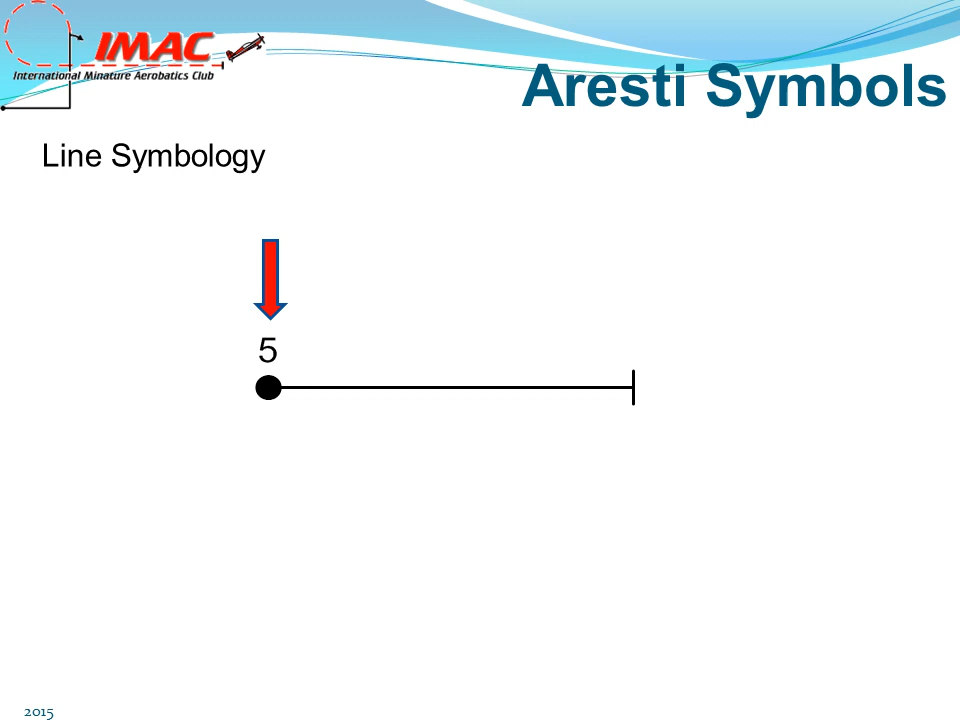 IMAC
International Minature Aerobatics Club
Aresti Symbols
Line Symbology
5
2015